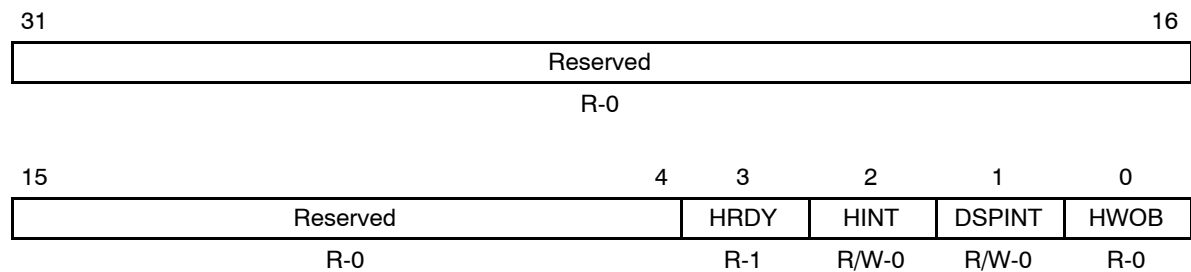 31 16
Reserved
R-0
15 4 3 2 1 0
Reserved HRDY HINT DSPINT HWOB
R-0 R-1 R/W-0 R/W-0 R-0